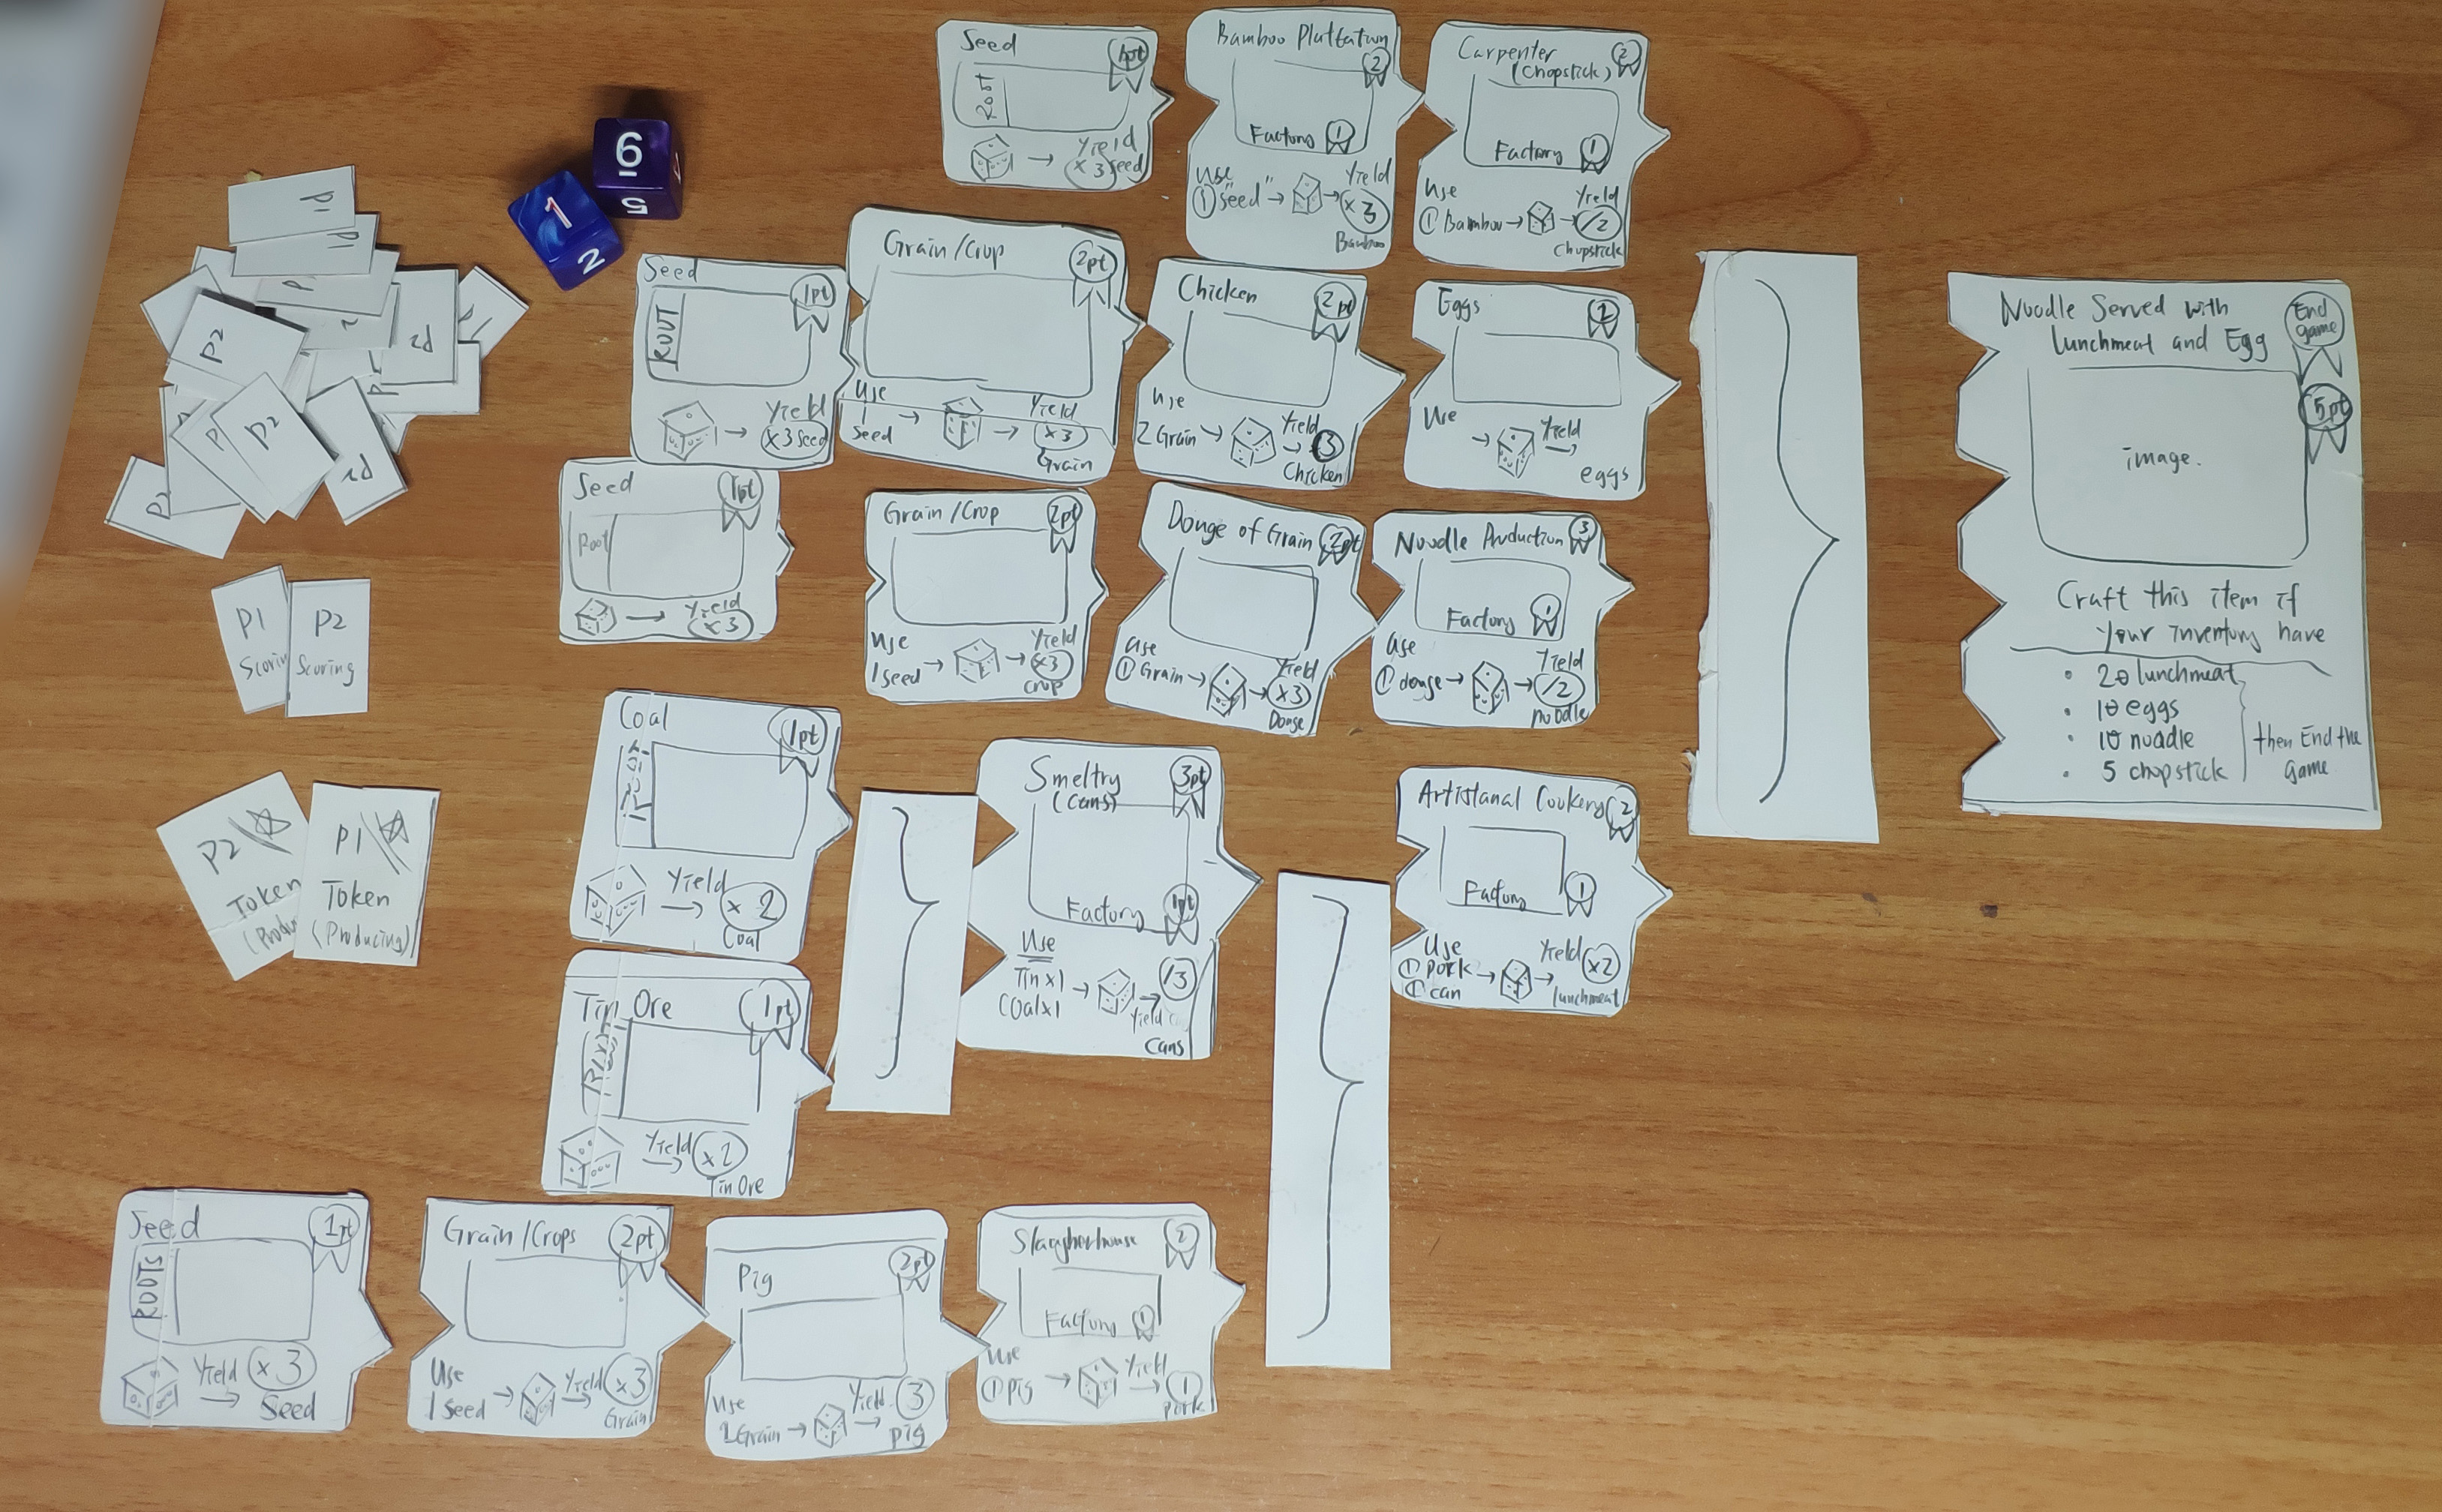 Seed
1pt
ROOT
Yield
x3 seed
Bamboo Platation
2
Factory 1
Use
1 "seed" → → Yield
x3
Bamboo
Carpenter
(Chopstick)
2
Factory 1
Use
1 Bamboo → → Yield
/2
Chopstick
6
5
1
2
Seed
1pt
ROOT
→ Yield
x3 seed
Grain/Crop
2pt
Use
1
seed → → Yield
x3
Grain
Chicken
2pt
Use
2 Grain → → Yield
3
Chicken
Eggs
2
Use
→ Yield →
eggs
Noodle Served with
Lunchmeat and Egg
End
game
5pt
image.
Craft this item if
your inventory have
• 20 lunchmeat
• 10 eggs
• 10 noodle
• 5 chopstick
then End the
game
Seed
1pt
Root
→ Yield
x3
Grain/Crop
2pt
Use
1 seed → → Yield
x3
crop
Douge of Grain
2pt
Use
1 Grain → → Yield
x3
Douge
Noodle Production
3
Factory 1
Use
1 douge → → Yield
/2
noodle
P1
P1
P2
P2
P2
P2
P1
P2
P1
P1
Scorin
P2
Scoring
P2
Token
(Produ
P1
Token
(Producing)
Coal
1pt
Yield
→ x2
Coal
Smeltry
(cans)
3pt
Factory 1pt
Use
Tin x1
Coal x1
→ → /3
Yield
Cans
Artistanal Cookery
2
Factory 1
Use
1 pork
1 can
→ → Yield
x2
lunchmeat
Tin Ore
1pt
Yield
→ x2
Tin Ore
Seed
1pt
ROOTS
Yield
→ x3
Seed
Grain/Crops
2pt
Use
1 seed → → Yield
x3
Grain
Pig
2pt
Use
2 Grain → → Yield
3
pig
Slaughterhouse
2
Factory 1
Use
1 pig → → Yield
1
pork